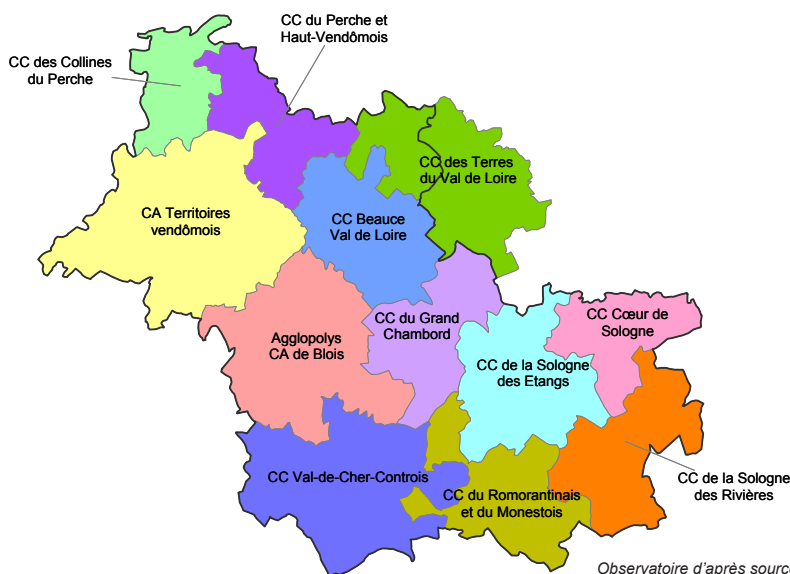 CC du Perche et
Haut-Vendômois
CC des Collines
du Perche
CC des Terres
du Val de Loire
CA Territoires
vendômois
CC Beauce
Val de Loire
CC du Grand
Chambord
CC Cœur de
Sologne
Agglopolys
CA de Blois
CC de la Sologne
des Etangs
CC Val-de-Cher-Controis
CC de la Sologne
des Rivières
CC du Romorantinais
et du Monestois
Observatoire d'après source